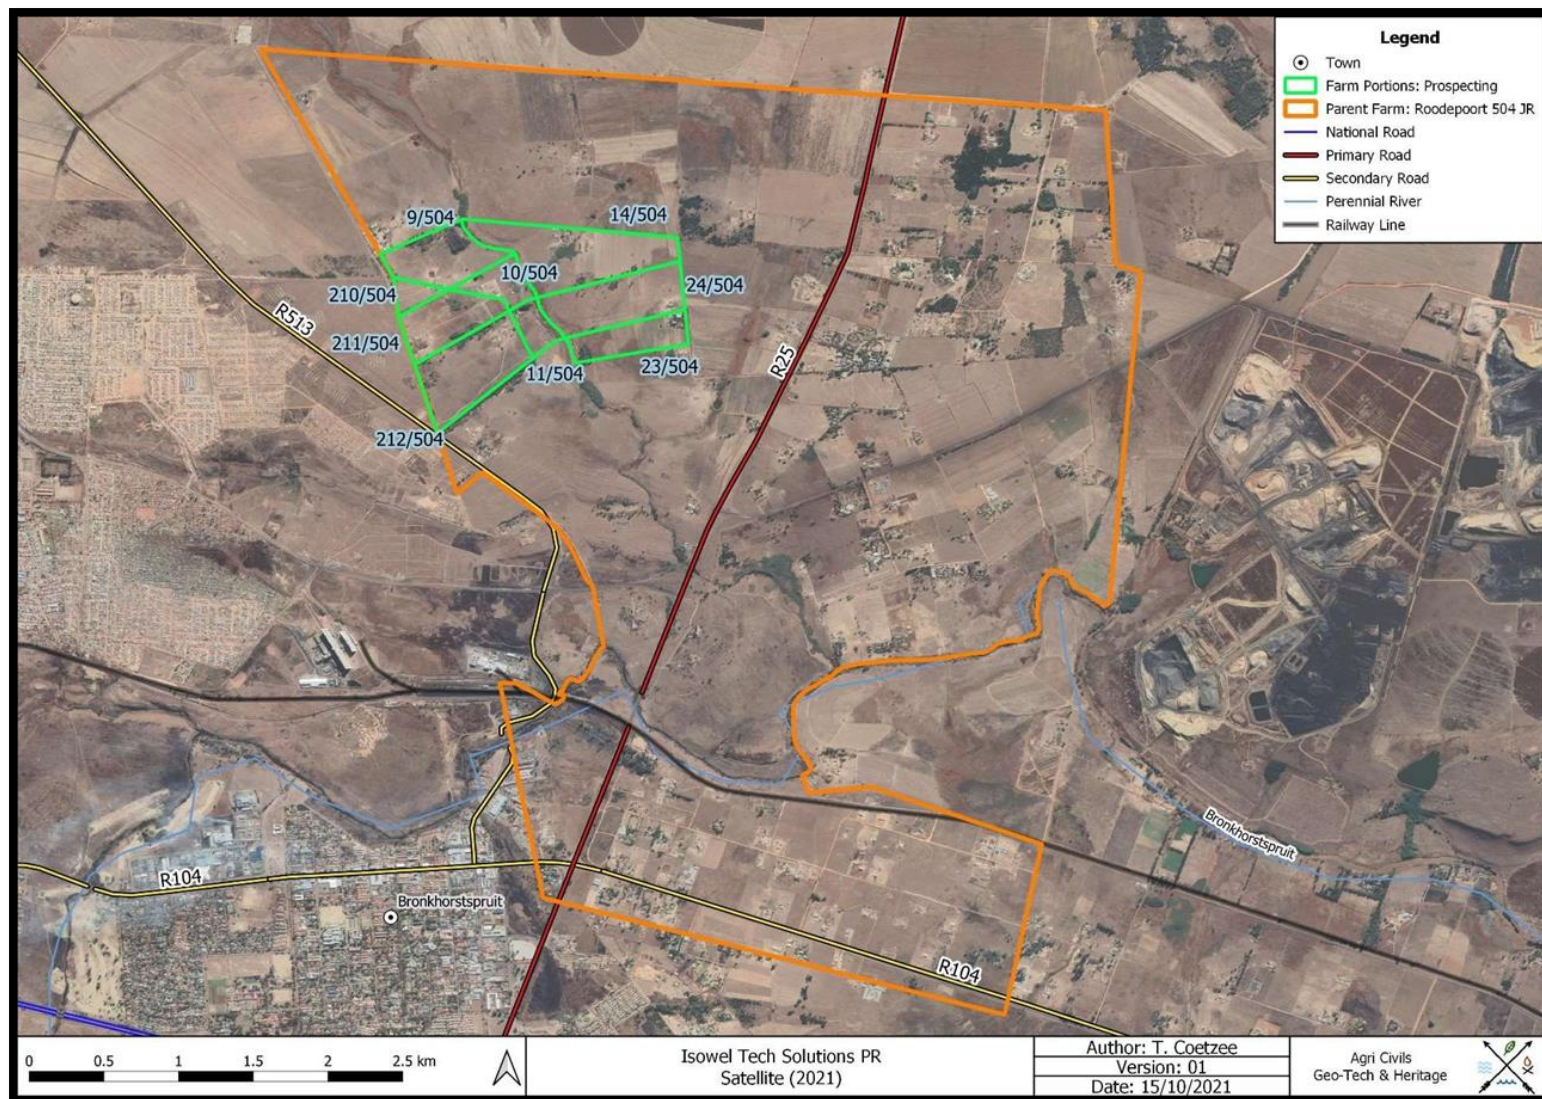 Legend
Town
Farm Portions: Prospecting
Parent Farm: Roodepoort 504 JR
National Road
Primary Road
Secondary Road
Perennial River
Railway Line
9/504
14/504
10/504
210/504
24/504
R513
211/504
R25
11/504
23/504
212/504
Bronkhorstspruit
R104
Bronkhorstspruit
R104
0 0.5 1 1.5 2 2.5 km
Isowel Tech Solutions PR
Satellite (2021)
Author: T. Coetzee
Version: 01
Date: 15/10/2021
Agri Civils
Geo-Tech & Heritage